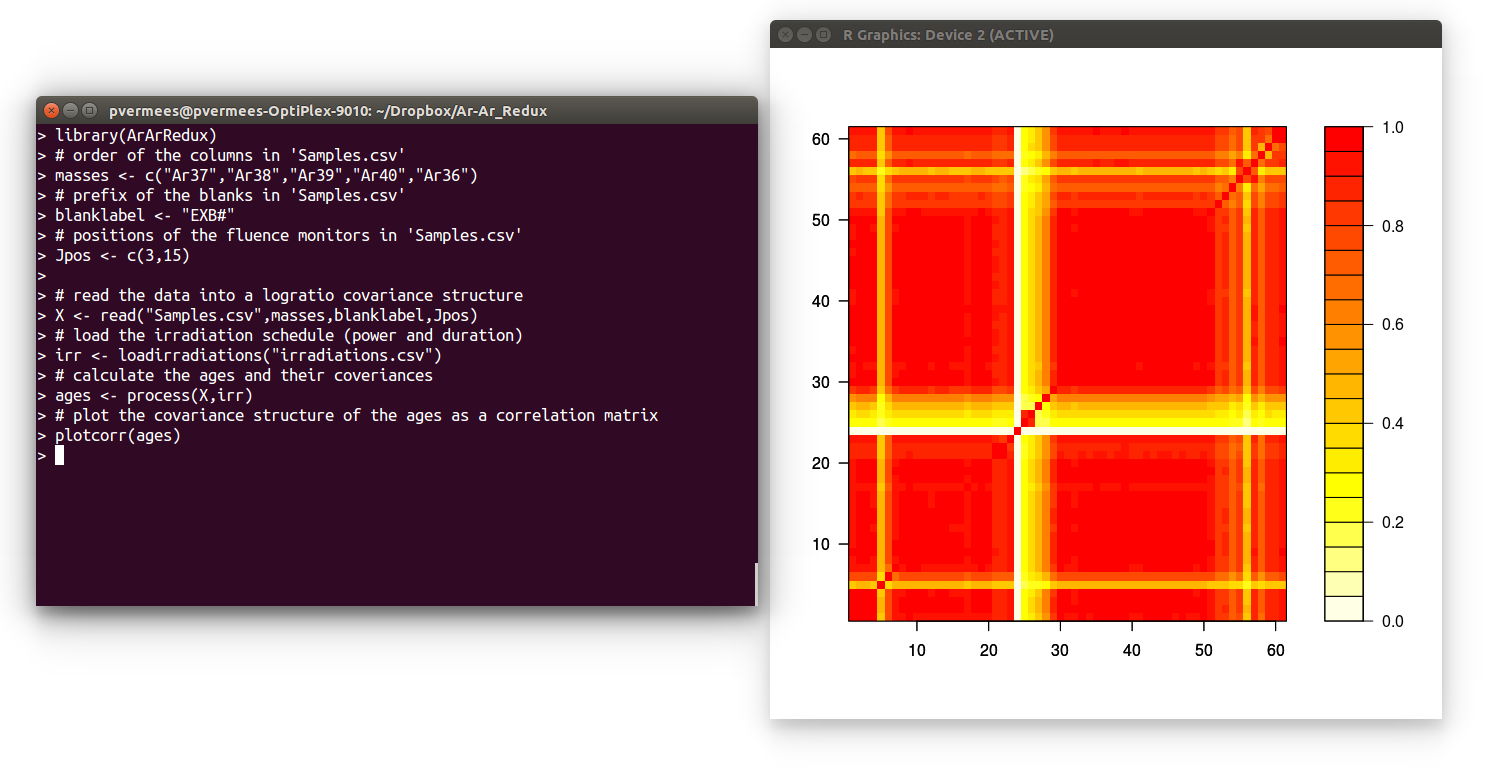 pvermees@pvermees-OptiPlex-9010: ~/Dropbox/Ar-Ar_Redux
> library(ArArRedux)
> # order of the columns in 'Samples.csv'
> masses <- c("Ar37","Ar38","Ar39","Ar40","Ar36")
> # prefix of the blanks in 'Samples.csv'
> blanklabel <- "EXB#"
> # positions of the fluence monitors in 'Samples.csv'
> Jpos <- c(3,15)
>
> # read the data into a logratio covariance structure
> X <- read("Samples.csv",masses,blanklabel,Jpos)
> # load the irradiation schedule (power and duration)
> irr <- loadirradiations("irradiations.csv")
> # calculate the ages and their coveriances
> ages <- process(X,irr)
> # plot the covariance structure of the ages as a correlation matrix
> plotcorr(ages)
>
R Graphics: Device 2 (ACTIVE)
60
50
40
30
20
10
10 20 30 40 50 60
1.0
0.8
0.6
0.4
0.2
0.0